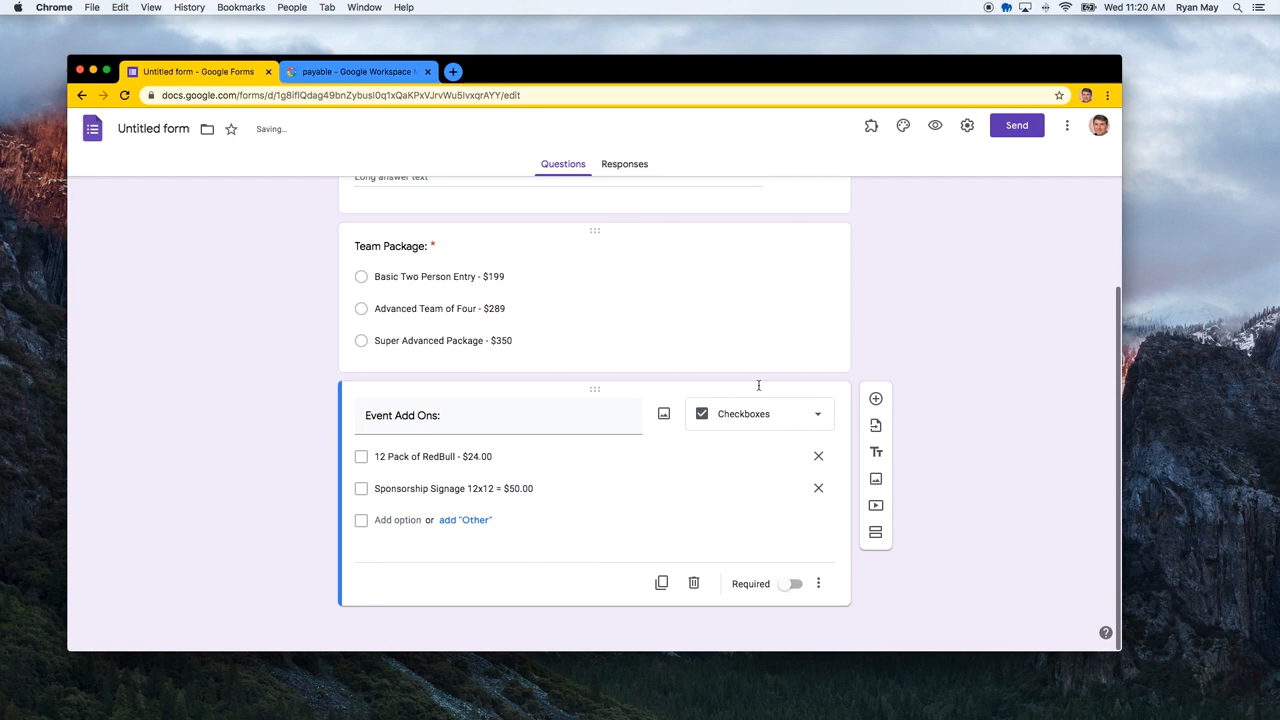 Chrome File Edit View History Bookmarks People Tab Window Help Wed 11:20 AM Ryan May
Untitled form - Google Forms payable - Google Workspace M
docs.google.com/forms/d/1g8iflQdag49bnZybusI0q1xQaKPxVJrvWu5IvxqrAYY/edit
Untitled form Saving... Send
Questions Responses
Long answer text
Team Package: *
Basic Two Person Entry - $199
Advanced Team of Four - $289
Super Advanced Package - $350
Event Add Ons: Checkboxes
12 Pack of RedBull - $24.00
Sponsorship Signage 12x12 = $50.00
Add option or add "Other"
Required